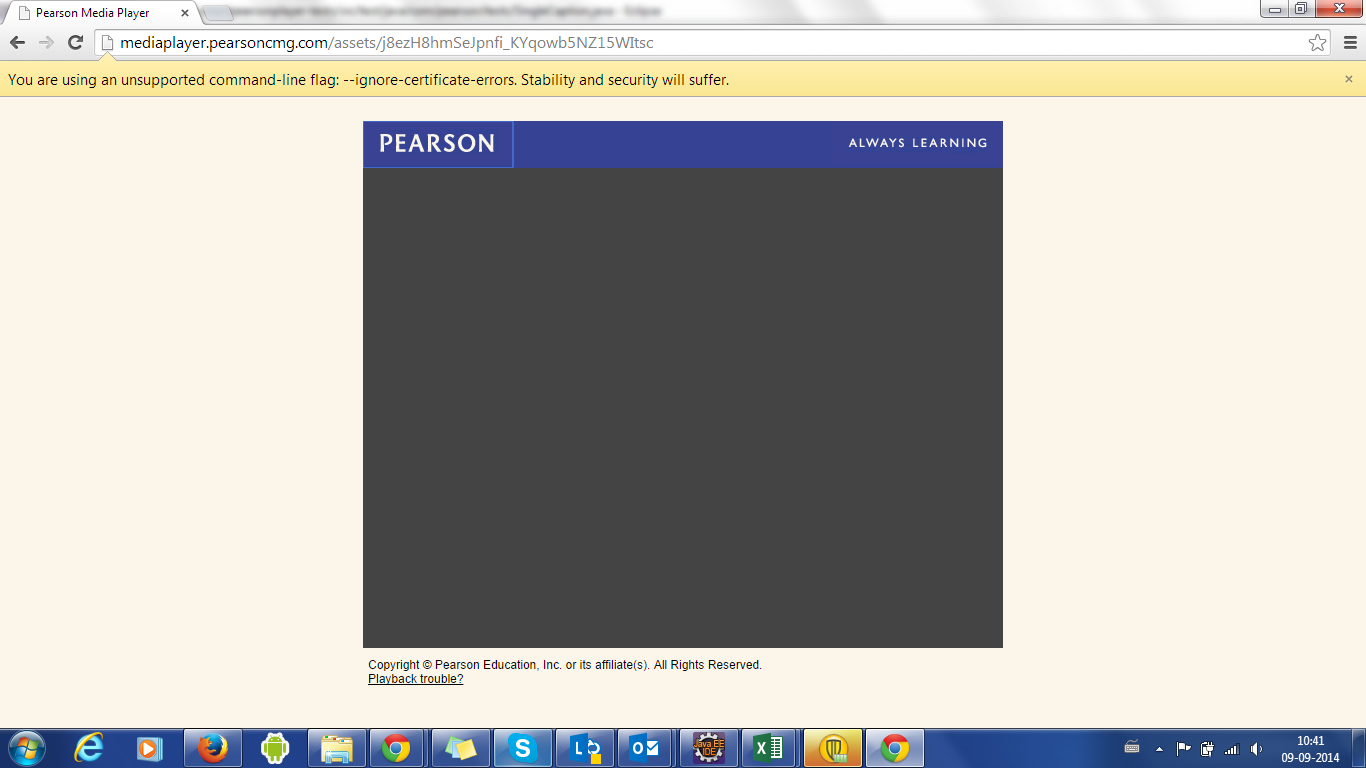 Pearson Media Player
mediaplayer.pearsoncmg.com/assets/j8ezH8hmSeJpnfi_KYqowb5NZ15WItsc
You are using an unsupported command-line flag: --ignore-certificate-errors. Stability and security will suffer.
PEARSON
ALWAYS LEARNING
Copyright © Pearson Education, Inc. or its affiliate(s). All Rights Reserved.
Playback trouble?
Java EE
IDE
10:41
09-09-2014